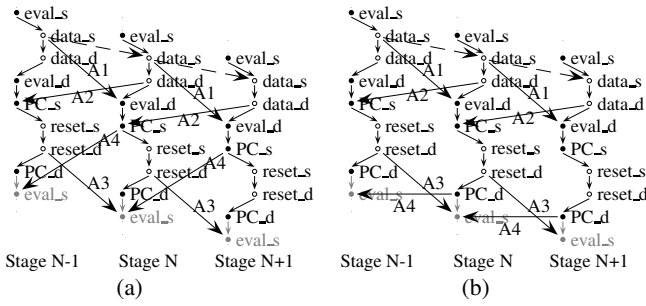 eval_s
data_s
data_d
eval_d
PC_s
reset_s
reset_d
PC_d
eval_s
Stage N-1
A1
A2
A4
A3
eval_s
data_s
data_d
eval_d
PC_s
reset_s
reset_d
PC_d
eval_s
Stage N
A1
A2
A4
A3
eval_s
data_s
data_d
eval_d
PC_s
reset_s
reset_d
PC_d
eval_s
Stage N+1
(a)
eval_s
data_s
data_d
eval_d
PC_s
reset_s
reset_d
PC_d
eval_s
Stage N-1
A1
A2
A3
A4
eval_s
data_s
data_d
eval_d
PC_s
reset_s
reset_d
PC_d
eval_s
Stage N
A1
A2
A3
A4
eval_s
data_s
data_d
eval_d
PC_s
reset_s
reset_d
PC_d
eval_s
Stage N+1
(b)